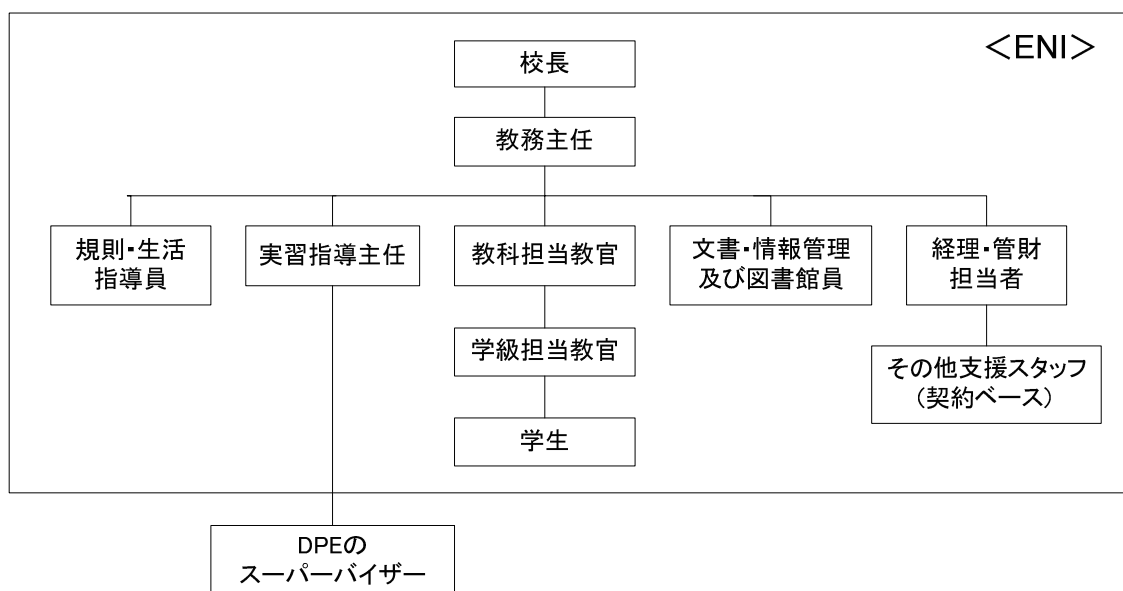 <ENI>
校長
教務主任
規則・生活
指導員
実習指導主任
教科担当教官
文書・情報管理
及び図書館員
経理・管財
担当者
学級担当教官
その他支援スタッフ
(契約ベース)
学生
DPEの
スーパーバイザー